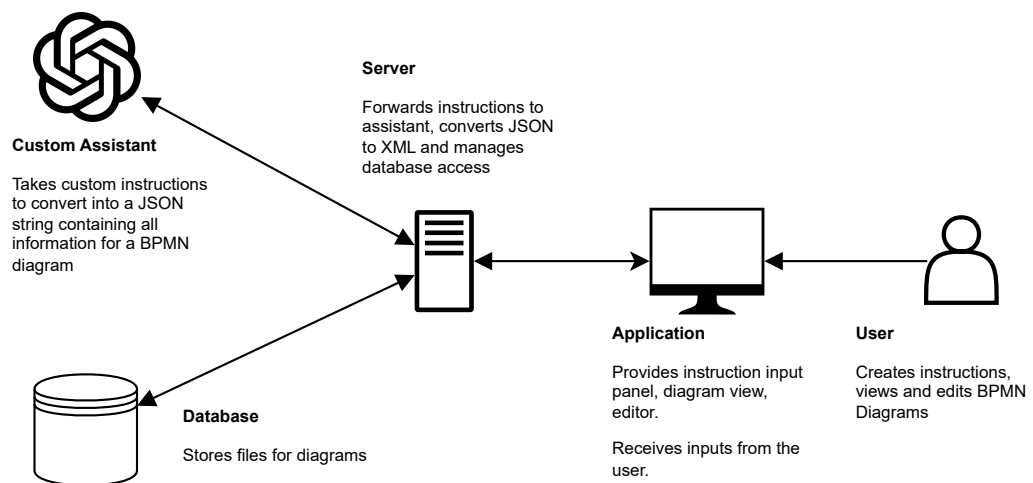 Server
Forwards instructions to
assistant, converts JSON
to XML and manages
database access
Custom Assistant
Takes custom instructions
to convert into a JSON
string containing all
information for a BPMN
diagram
Application
Provides instruction input
panel, diagram view,
editor.
Receives inputs from the
user.
User
Creates instructions,
views and edits BPMN
Diagrams
Database
Stores files for diagrams